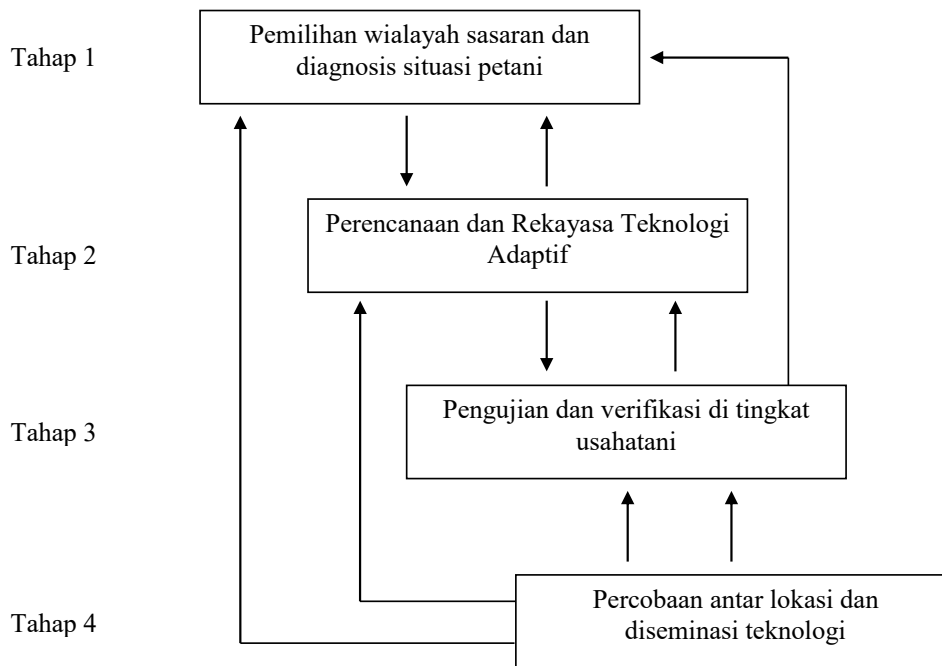 Tahap 1
Pemilihan wialayah sasaran dan
diagnosis situasi petani
Tahap 2
Perencanaan dan Rekayasa Teknologi
Adaptif
Tahap 3
Pengujian dan verifikasi di tingkat
usahatani
Tahap 4
Percobaan antar lokasi dan
diseminasi teknologi